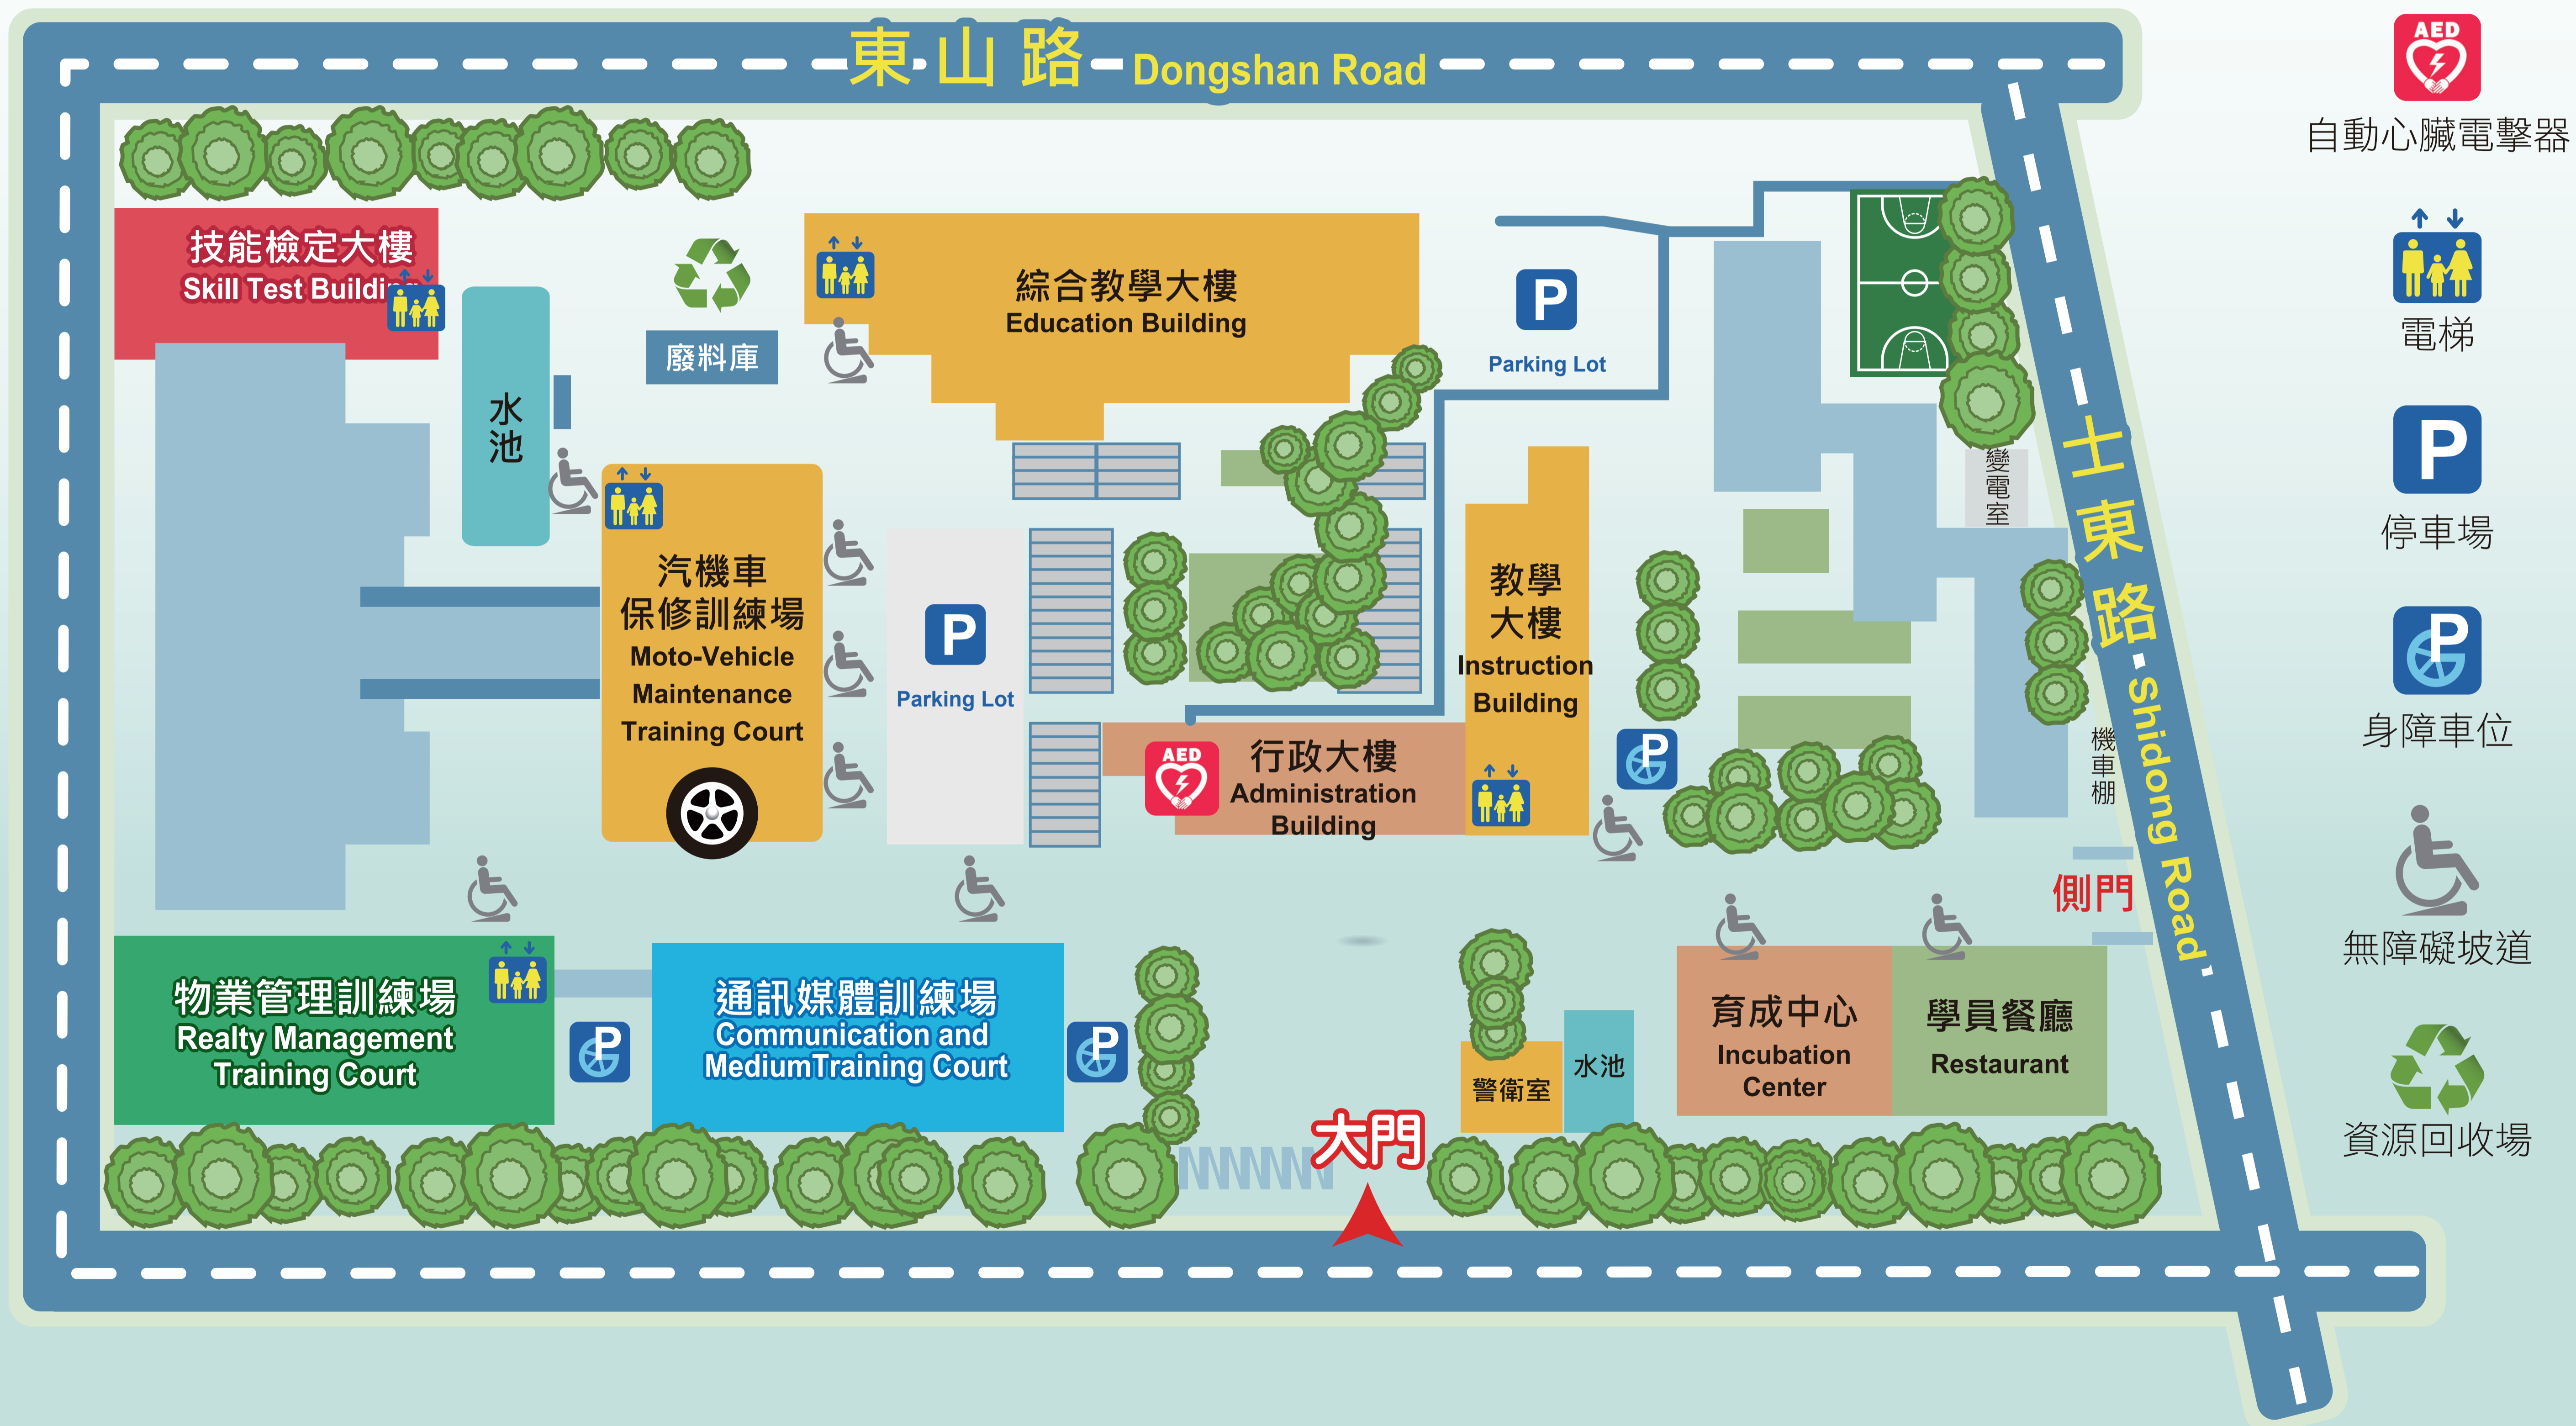 東山路 Dongshan Road
AED
自動心臟電擊器
電梯
P
停車場
P
身障車位
無障礙坡道
資源回收場
技能檢定大樓
Skill Test Building
水池
廢料庫
綜合教學大樓
Education Building
P
Parking Lot
變電室
士東路 Shidong Road
汽機車
保修訓練場
Moto-Vehicle
Maintenance
Training Court
P
Parking Lot
教學
大樓
Instruction
Building
AED
行政大樓
Administration
Building
P
機車棚
側門
物業管理訓練場
Realty Management
Training Court
P
通訊媒體訓練場
Communication and
MediumTraining Court
P
大門
警衛室
水池
育成中心
Incubation
Center
學員餐廳
Restaurant